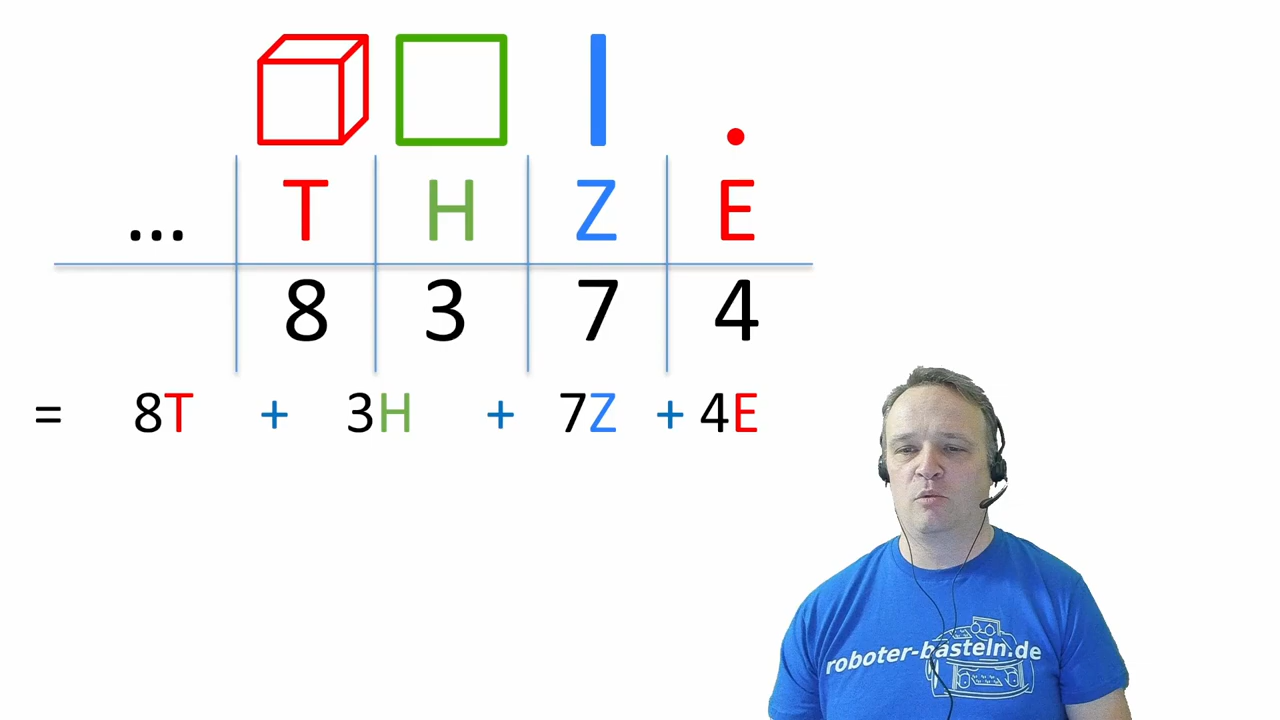 ... T H Z E
8 3 7 4
= 8T + 3H + 7Z + 4E
roboter-basteln.de